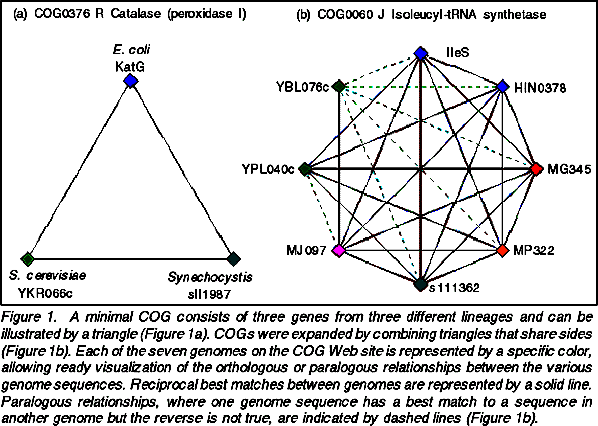 (a) COG0376 R Catalase (peroxidase I)
(b) COG0060 J Isoleucyl-tRNA synthetase
E. coli
KatG
S. cerevisiae
YKR066c
Synechocystis
sll1987
IleS
YBL076c
HIN0378
YPL040c
MG345
MJ097
MP322
s111362
Figure 1. A minimal COG consists of three genes from three different lineages and can be
illustrated by a triangle (Figure 1a). COGs were expanded by combining triangles that share sides
(Figure 1b). Each of the seven genomes on the COG Web site is represented by a specific color,
allowing ready visualization of the orthologous or paralogous relationships between the various
genome sequences. Reciprocal best matches between genomes are represented by a solid line.
Paralogous relationships, where one genome sequence has a best match to a sequence in
another genome but the reverse is not true, are indicated by dashed lines (Figure 1b).